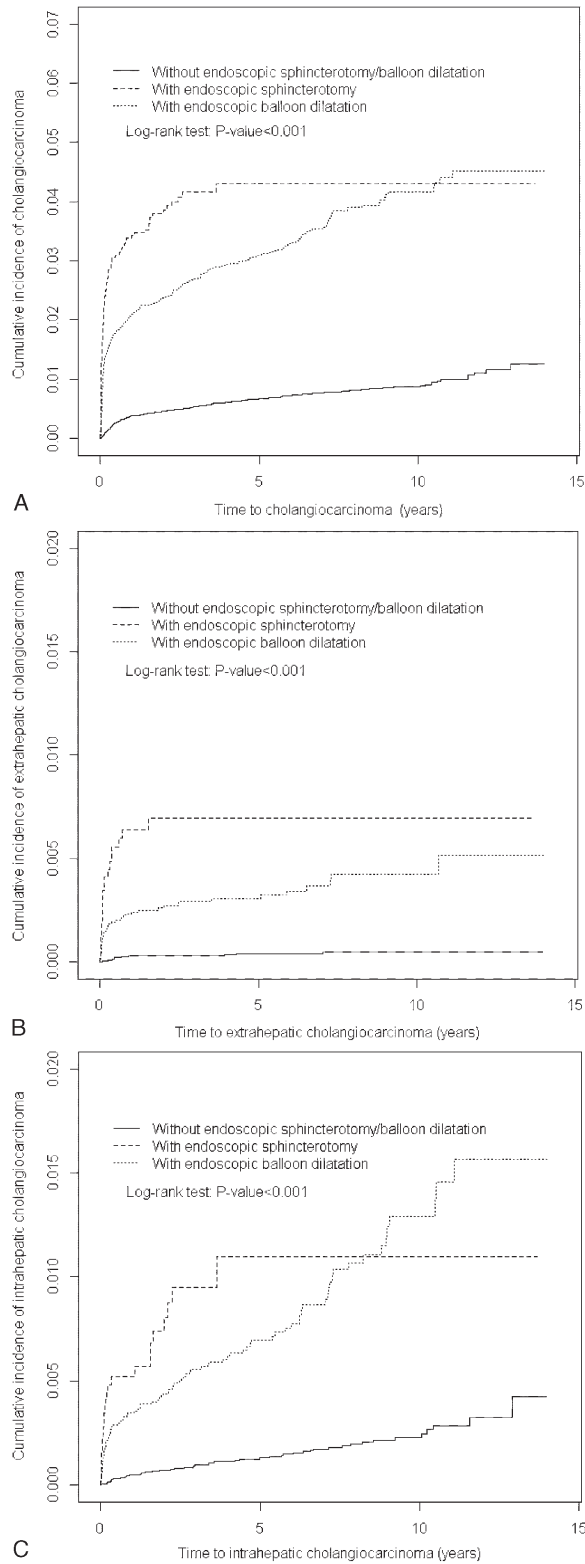 Cumulative incidence of cholangiocarcinoma
0.07
0.06
0.05
0.04
0.03
0.02
0.01
0.00
Without endoscopic sphincterotomy/balloon dilatation
With endoscopic sphincterotomy
With endoscopic balloon dilatation
Log-rank test: P-value<0.001
0 5 10 15
A
Time to cholangiocarcinoma (years)
Cumulative incidence of extrahepatic cholangiocarcinoma
0.020
0.015
0.010
0.005
0.000
Without endoscopic sphincterotomy/balloon dilatation
With endoscopic sphincterotomy
With endoscopic balloon dilatation
Log-rank test: P-value<0.001
0 5 10 15
B
Time to extrahepatic cholangiocarcinoma (years)
Cumulative incidence of intrahepatic cholangiocarcinoma
0.020
0.015
0.010
0.005
0.000
Without endoscopic sphincterotomy/balloon dilatation
With endoscopic sphincterotomy
With endoscopic balloon dilatation
Log-rank test: P-value<0.001
0 5 10 15
C
Time to intrahepatic cholangiocarcinoma (years)